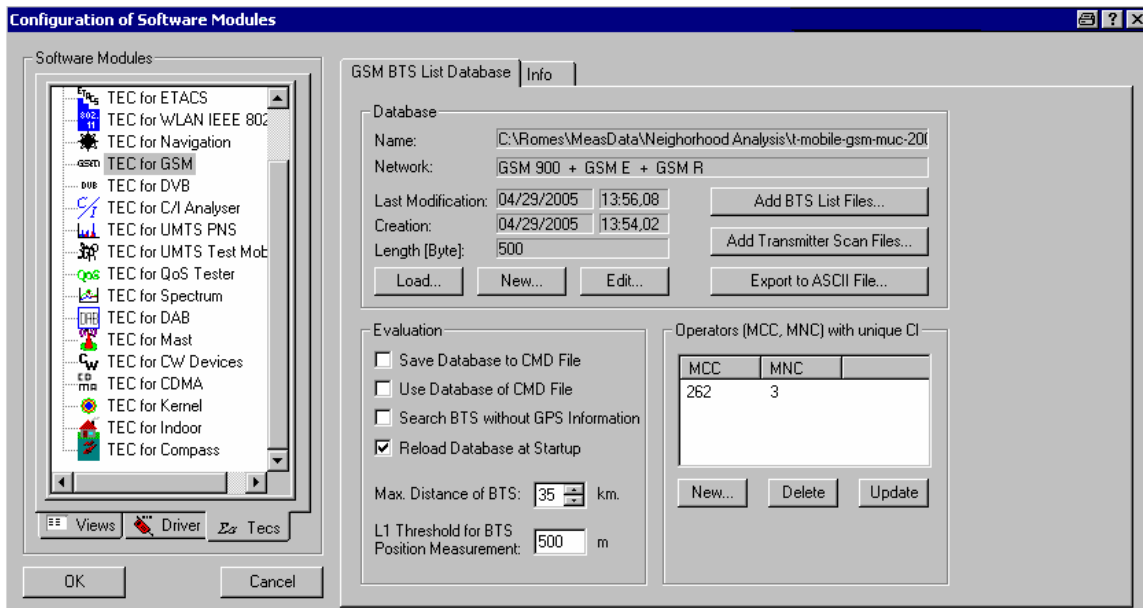 Configuration of Software Modules
Software Modules
TEC for ETACS
TEC for WLAN IEEE 802
TEC for Navigation
TEC for GSM
TEC for DVB
TEC for C/I Analyser
TEC for UMTS PNS
TEC for UMTS Test Mob
TEC for QoS Tester
TEC for Spectrum
TEC for DAB
TEC for Mast
TEC for CW Devices
TEC for CDMA
TEC for Kernel
TEC for Indoor
TEC for Compass
Views Driver Tecs
OK Cancel
GSM BTS List Database Info
Database
Name: C:\Romes\MeasData\Neighorhood Analysis\t-mobile-gsm-muc-200
Network: GSM 900 + GSM E + GSM R
Last Modification: 04/29/2005 13:56,08
Creation: 04/29/2005 13:54,02
Length [Byte]: 500
Add BTS List Files...
Add Transmitter Scan Files...
Load... New... Edit... Export to ASCII File...
Evaluation
Save Database to CMD File
Use Database of CMD File
Search BTS without GPS Information
Reload Database at Startup
Max. Distance of BTS: 35 km.
L1 Threshold for BTS
Position Measurement: 500 m
Operators (MCC, MNC) with unique CI
MCC MNC
262 3
New... Delete Update